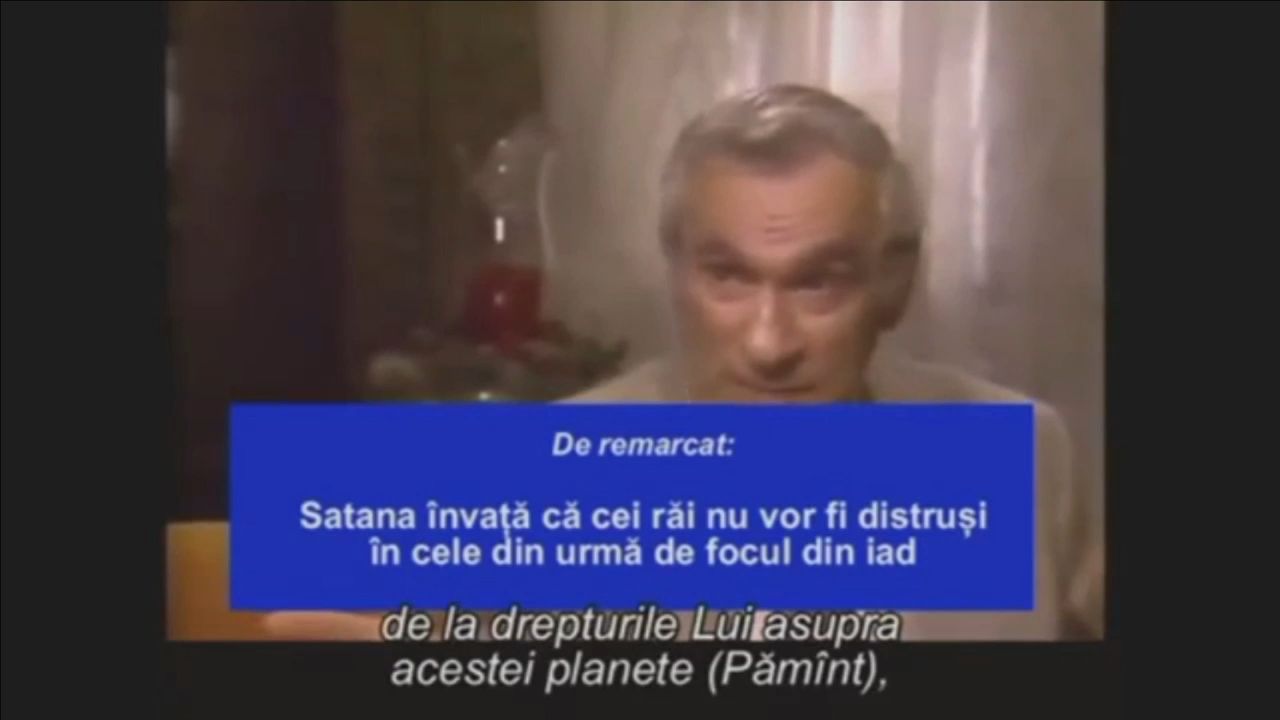 De remarcat:
Satana învaţă că cei răi nu vor fi distruși
în cele din urmă de focul din iad
de la drepturile Lui asupra
acestei planete (Pămînt),